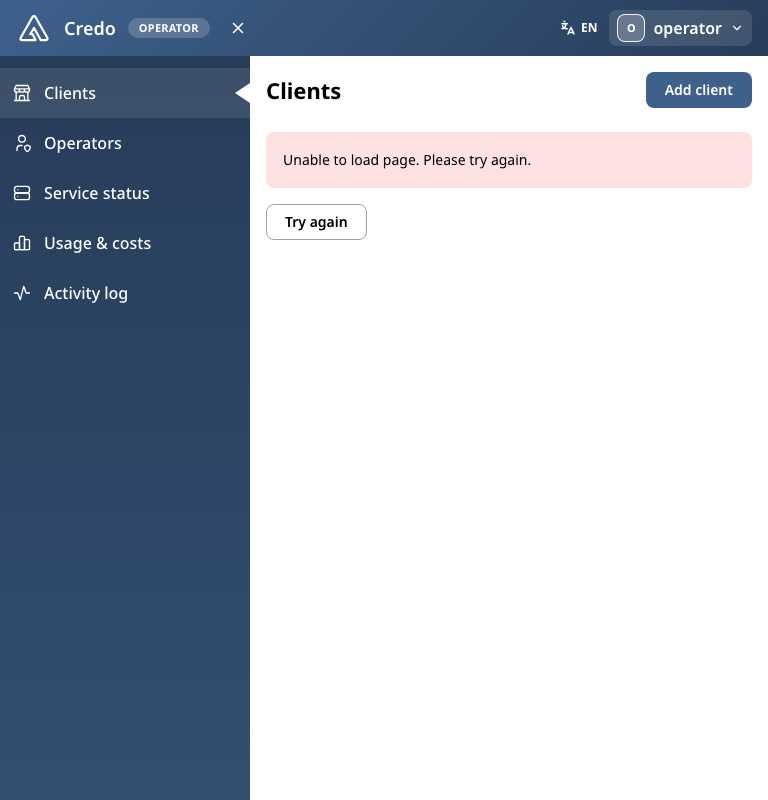 Credo
OPERATOR
EN
O
operator
Clients
Operators
Service status
Usage & costs
Activity log
Clients
Add client
Unable to load page. Please try again.
Try again